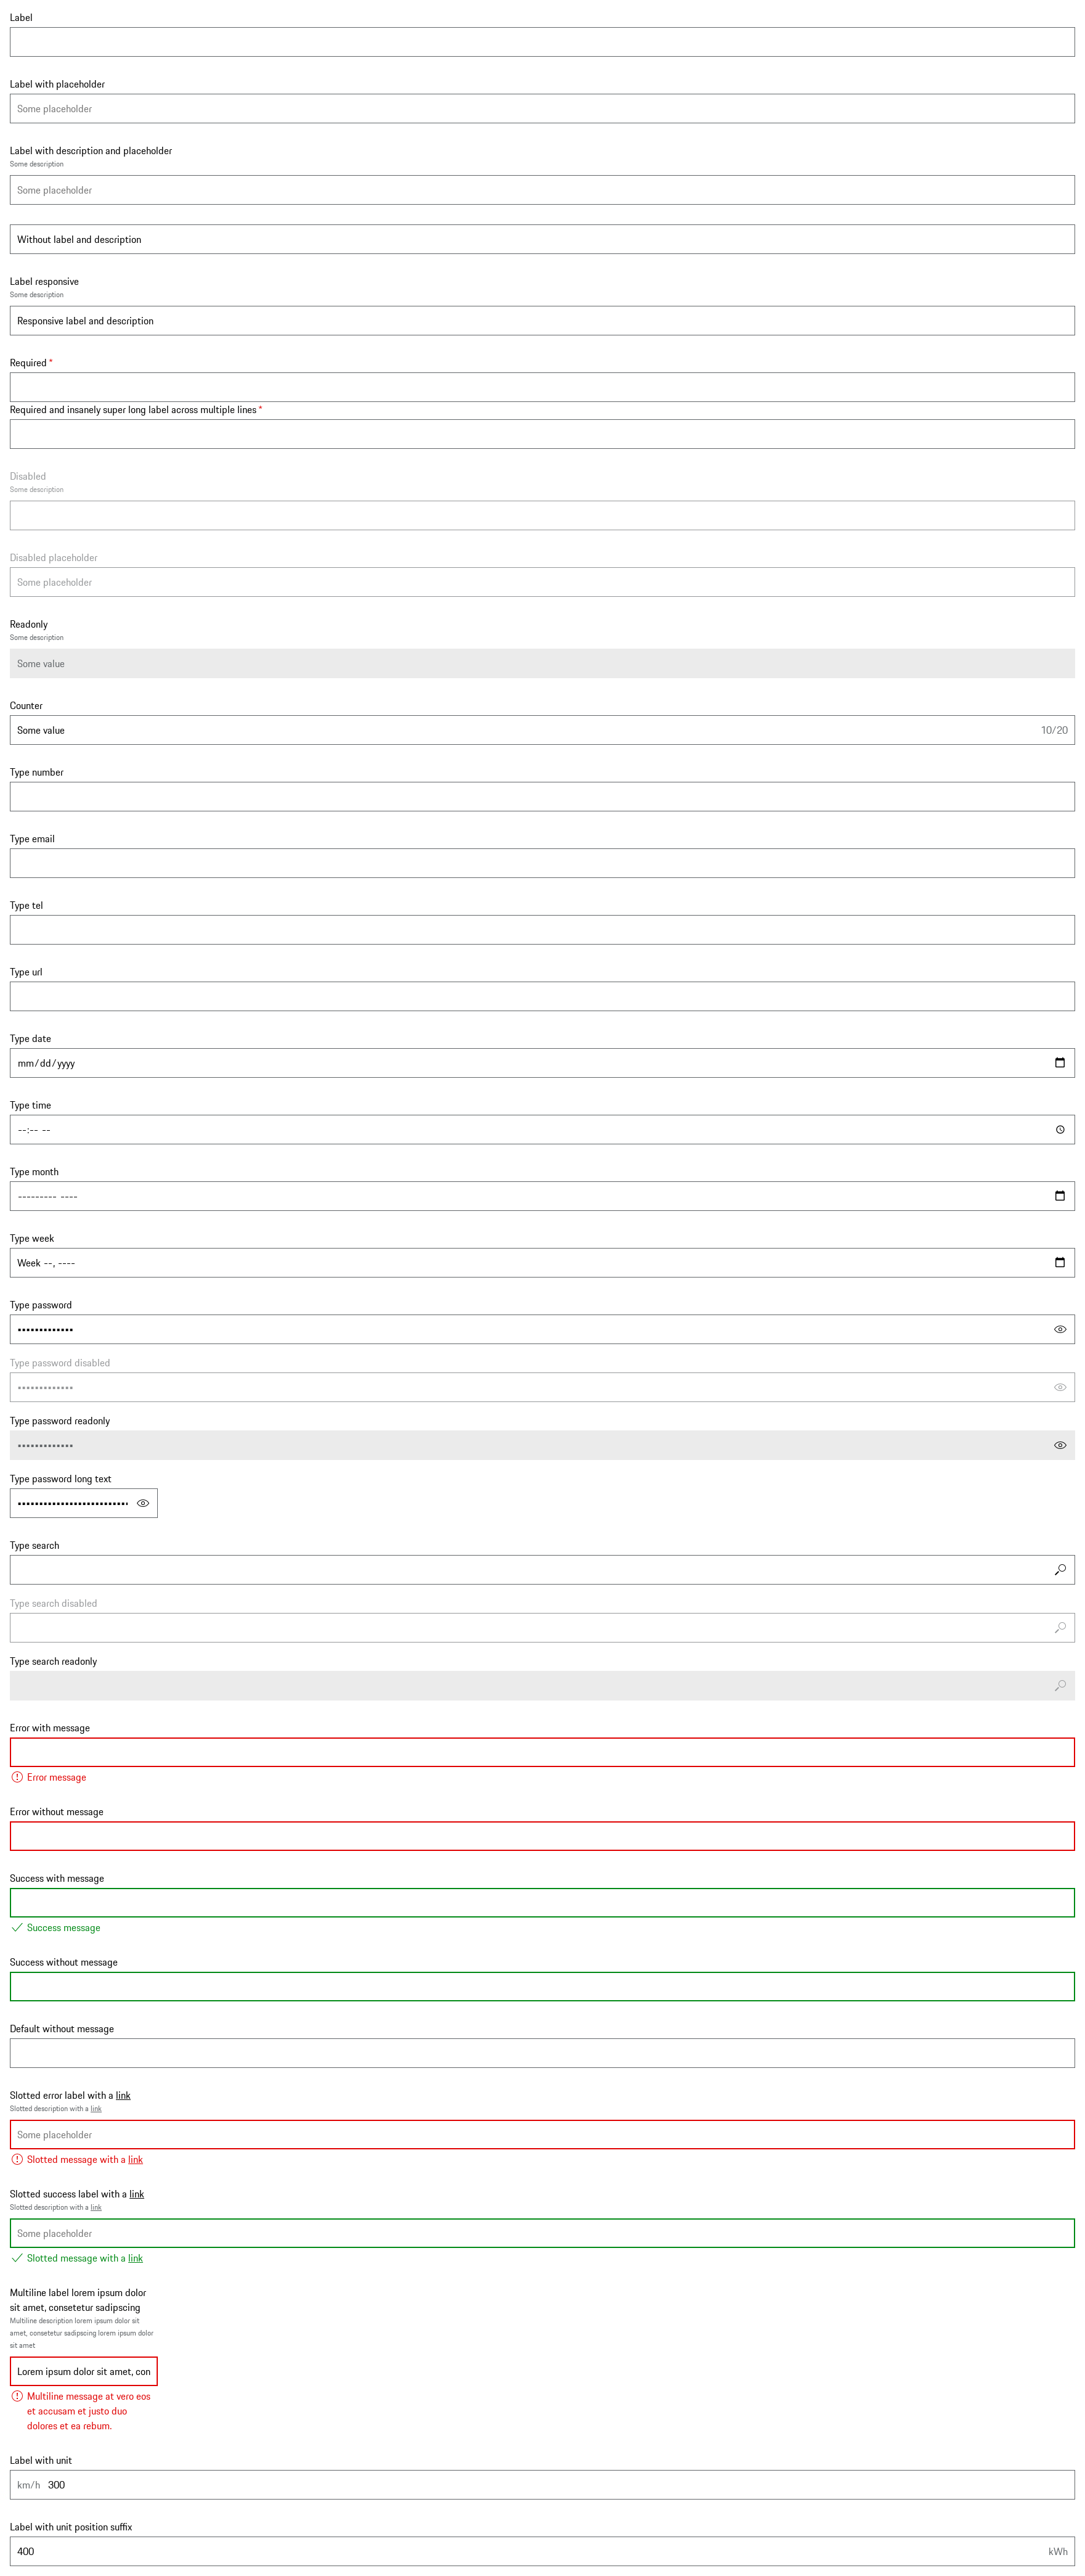 Label
Label with placeholder
Some placeholder
Label with description and placeholder
Some description
Some placeholder
Without label and description
Label responsive
Some description
Responsive label and description
Required *
Required and insanely super long label across multiple lines *
Disabled
Some description
Disabled placeholder
Some placeholder
Readonly
Some description
Some value
Counter
Some value 10/20
Type number
Type email
Type tel
Type url
Type date
mm/dd/yyyy
Type time
--:-- --
Type month
--------- ----
Type week
Week --, ----
Type password
Type password disabled
Type password readonly
Type password long text
Type search
Type search disabled
Type search readonly
Error with message
Error message
Error without message
Success with message
Success message
Success without message
Default without message
Slotted error label with a link
Slotted description with a link
Some placeholder
Slotted message with a link
Slotted success label with a link
Slotted description with a link
Some placeholder
Slotted message with a link
Multiline label lorem ipsum dolor
sit amet, consetetur sadipscing
Multiline description lorem ipsum dolor sit
amet, consetetur sadipscing lorem ipsum dolor
sit amet
Lorem ipsum dolor sit amet, con
Multiline message at vero eos
et accusam et justo duo
dolores et ea rebum.
Label with unit
km/h 300
Label with unit position suffix
400 kWh